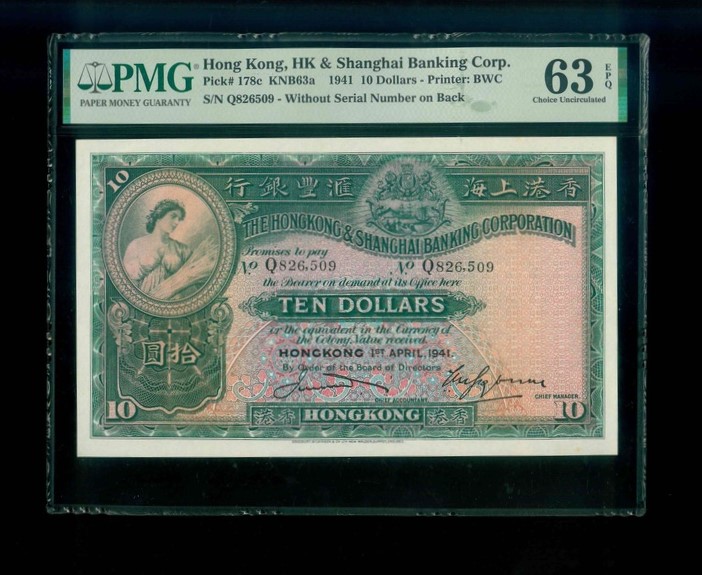 PMG
PAPER MONEY GUARANTY
Hong Kong, HK & Shanghai Banking Corp.
Pick# 178c KNB63a 1941 10 Dollars - Printer: BWC
S/N Q826509 - Without Serial Number on Back
63 EPQ
Choice Uncirculated
10
行銀豐滙 海上港香
THE HONGKONG & SHANGHAI BANKING CORPORATION
Promises to pay
No Q826,509 No Q826,509
the Bearer on demand at its Office here
TEN DOLLARS
or the equivalent in the Currency of
the Colony, Value received.
HONGKONG 1ST APRIL, 1941.
By Order of the Board of Directors
圓拾
CHIEF ACCOUNTANT.
CHIEF MANAGER.
10 港香 HONGKONG 港香 10